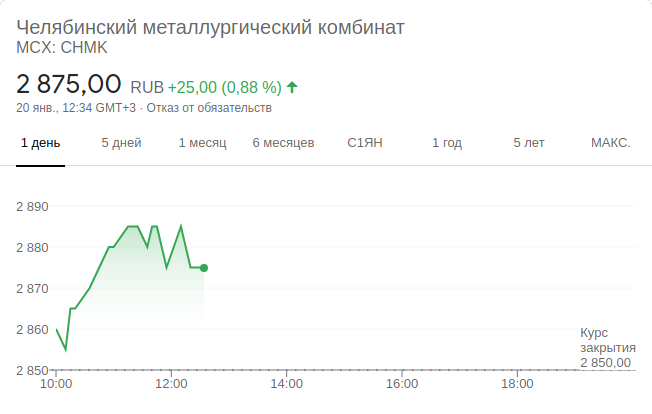 Челябинский металлургический комбинат
MCX: CHMK
2 875,00 RUB +25,00 (0,88 %)
20 янв., 12:34 GMT+3 · Отказ от обязательств
1 день 5 дней 1 месяц 6 месяцев С1ЯН 1 год 5 лет МАКС.
2 890
2 880
2 870
2 860
2 850
Курс
закрытия
2 850,00
10:00 12:00 14:00 16:00 18:00